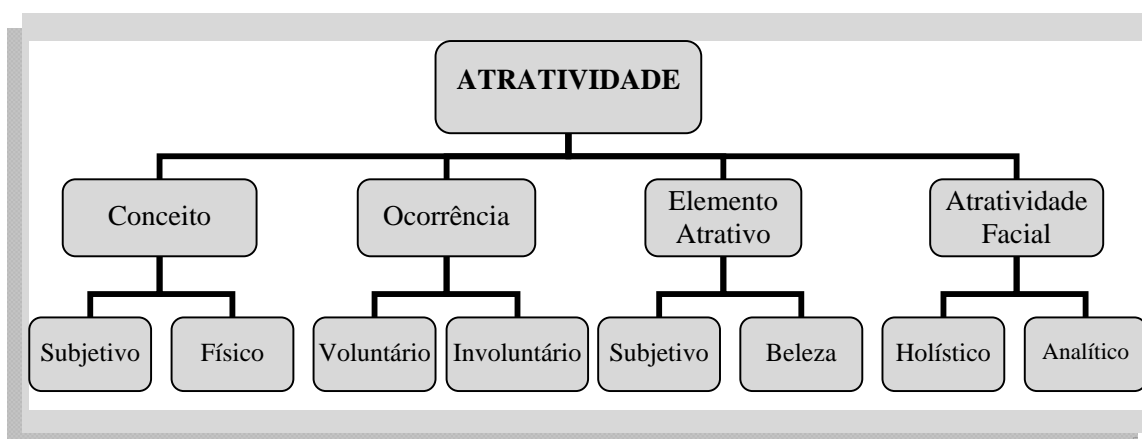 ATRATIVIDADE
Conceito
Ocorrência
Elemento
Atrativo
Atratividade
Facial
Subjetivo
Físico
Voluntário
Involuntário
Subjetivo
Beleza
Holístico
Analítico